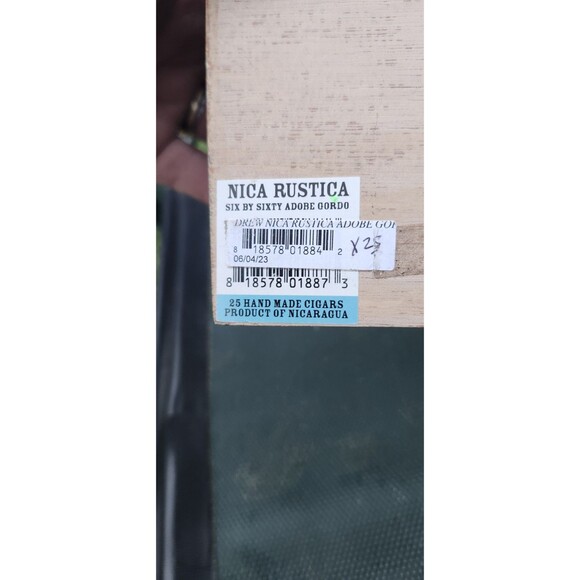 NICA RUSTICA
SIX BY SIXTY ADOBE GORDO
DREW NICA RUSTICA ADOBE GOR
8 18578 01884 2
X25
06/04/23
8 18578 01887 3
25 HAND MADE CIGARS
PRODUCT OF NICARAGUA